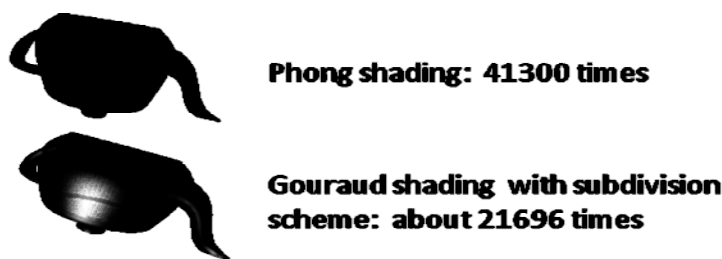 Phong shading: 41300 times
Gouraud shading with subdivision
scheme: about 21696 times